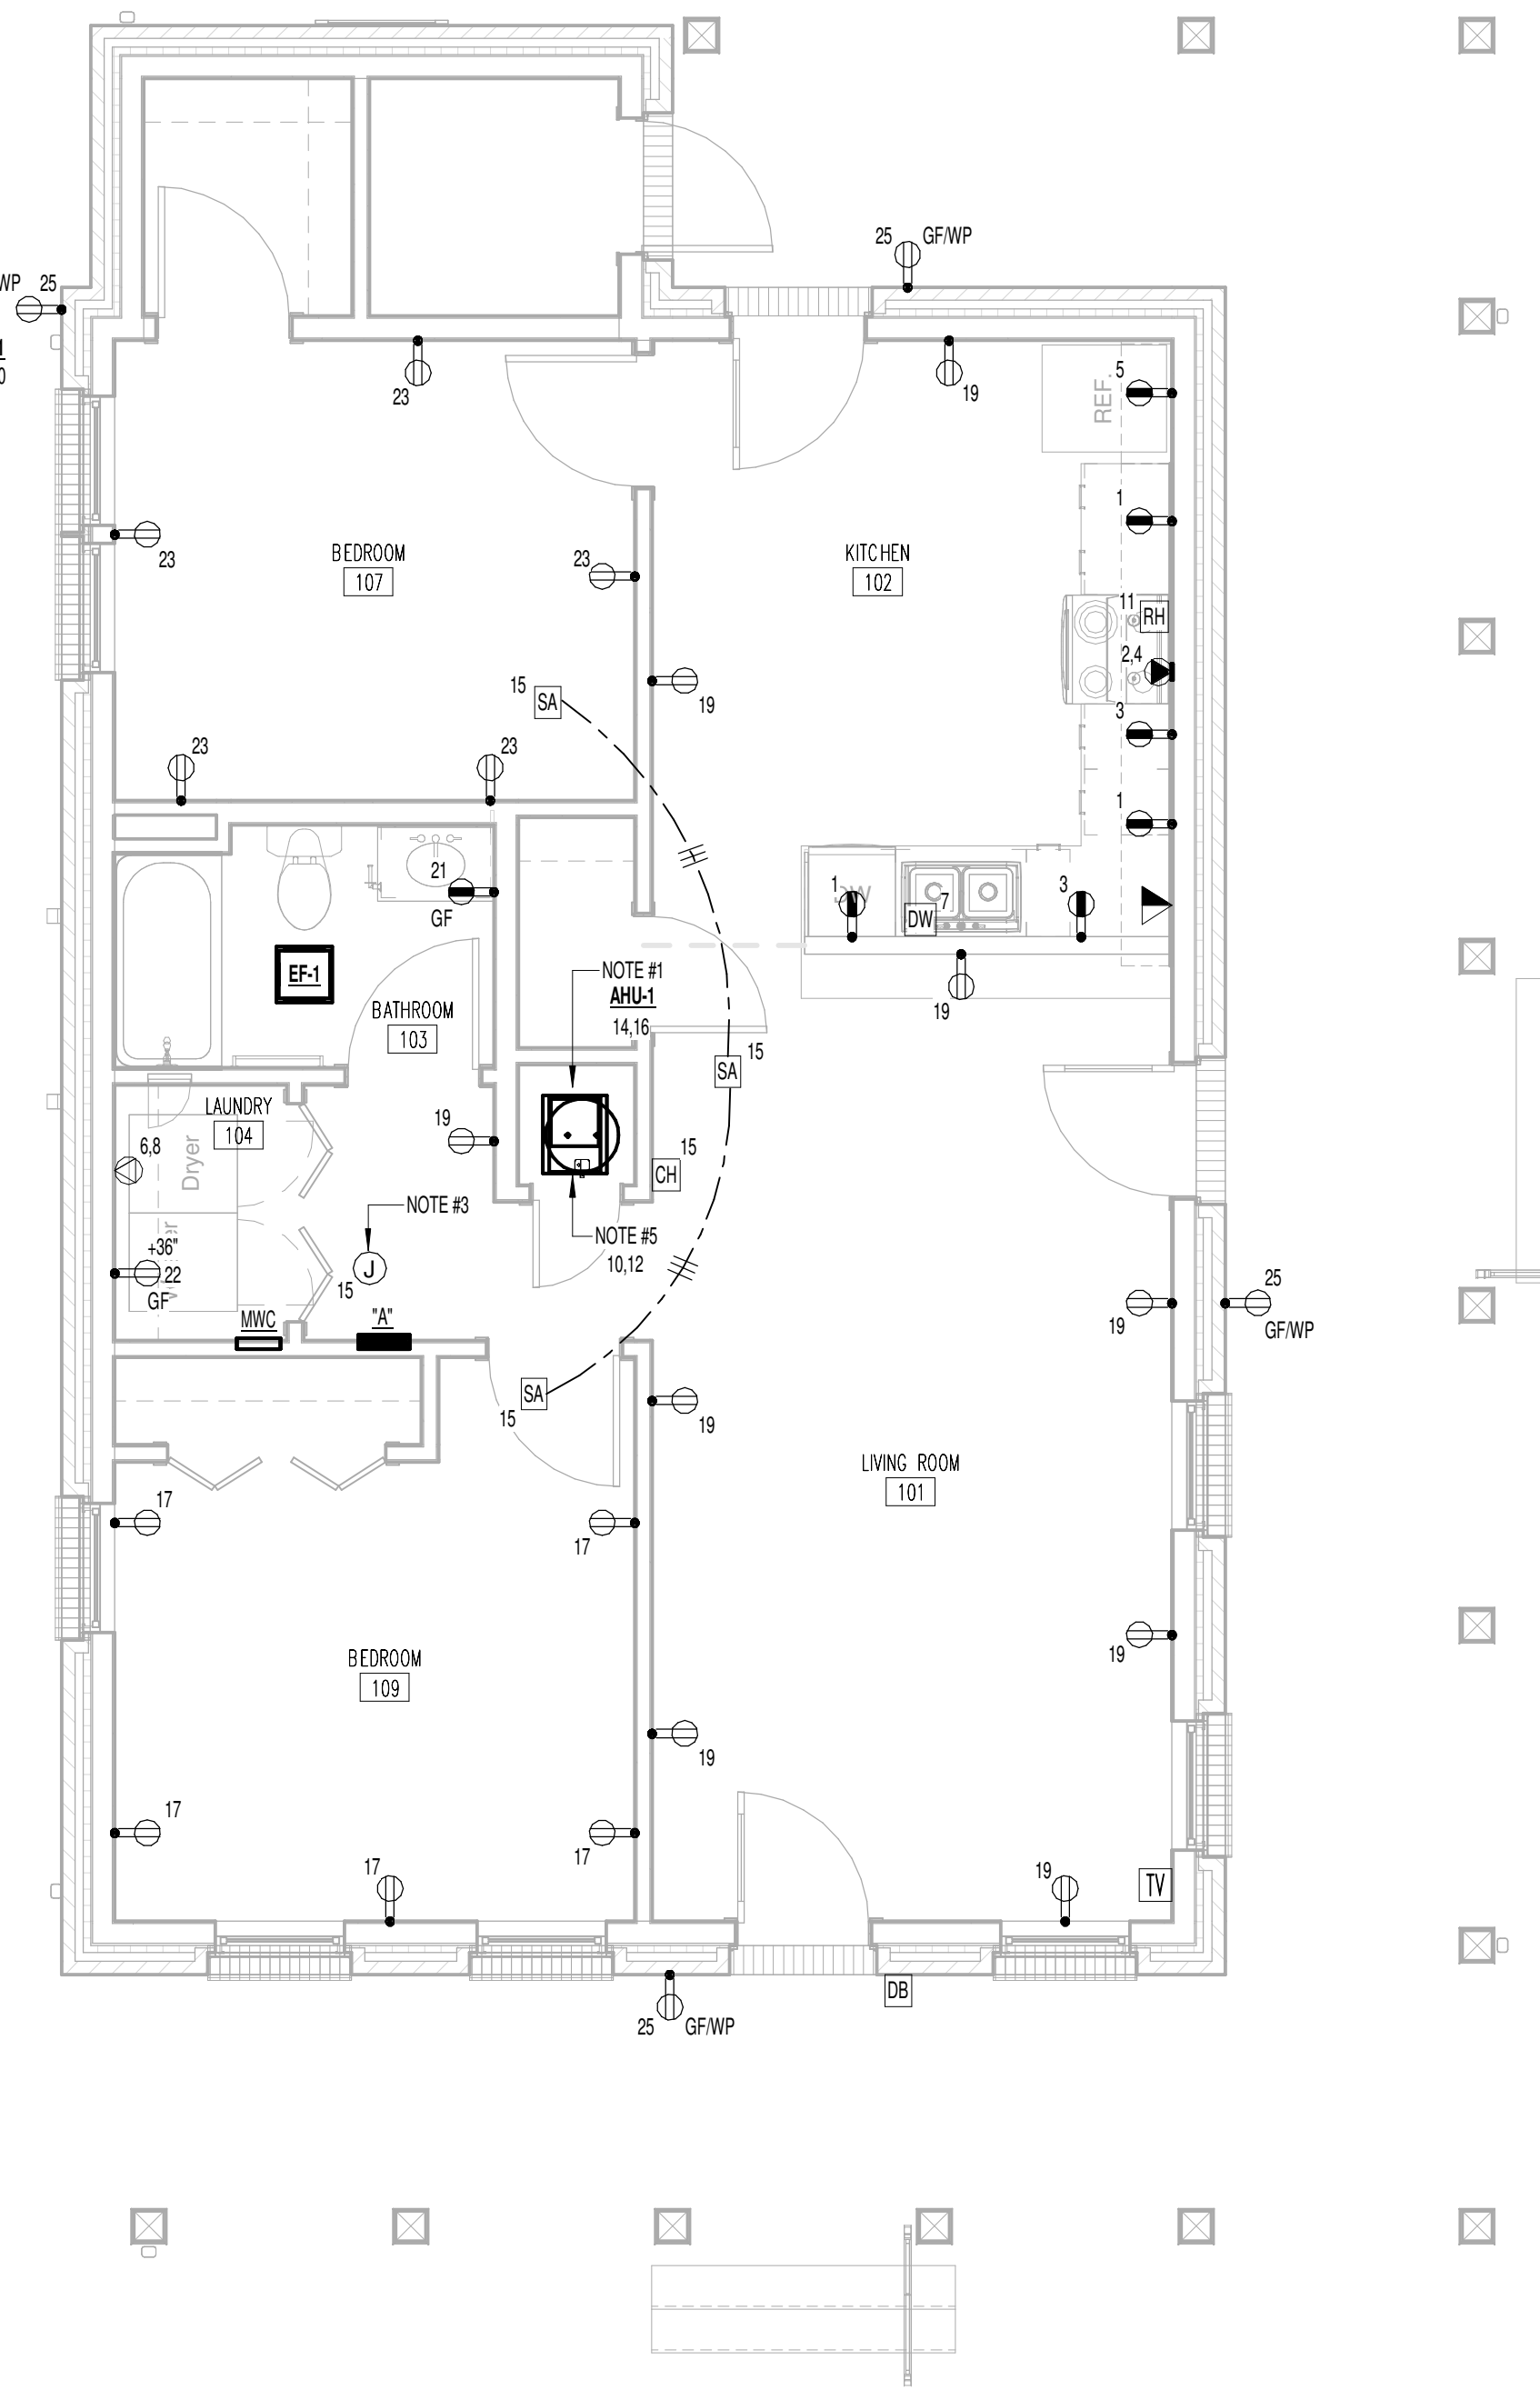 25 GF/WP
WP 25
5
REF.
23
19
1
23
BEDROOM
107
23
KITCHEN
102
11
RH
2,4
15
SA
19
3
23
23
1
21
GF
1
DW
7
DW
3
EF-1
NOTE #1
AHU-1
14,16
19
BATHROOM
103
15
SA
LAUNDRY
104
19
15
CH
6,8
Dryer
NOTE #3
NOTE #5
10,12
+36"
22
GF
J
15
25
GF/WP
19
MWC
"A"
SA
15
19
LIVING ROOM
101
17
17
BEDROOM
109
19
19
17
17
17
19
TV
DB
25 GF/WP